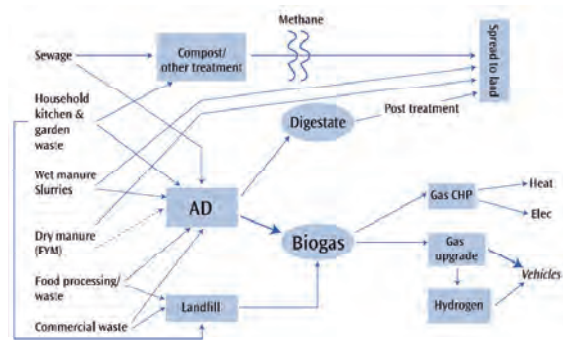 Methane
Sewage
Compost/
other treatment
Spread to land
Household
kitchen &
garden
waste
Digestate
Post treatment
Wet manure
Slurries
AD
Gas CHP
Heat
Elec
Dry manure
(FYM)
Biogas
Gas
upgrade
Vehicles
Food processing/
waste
Landfill
Hydrogen
Commercial waste